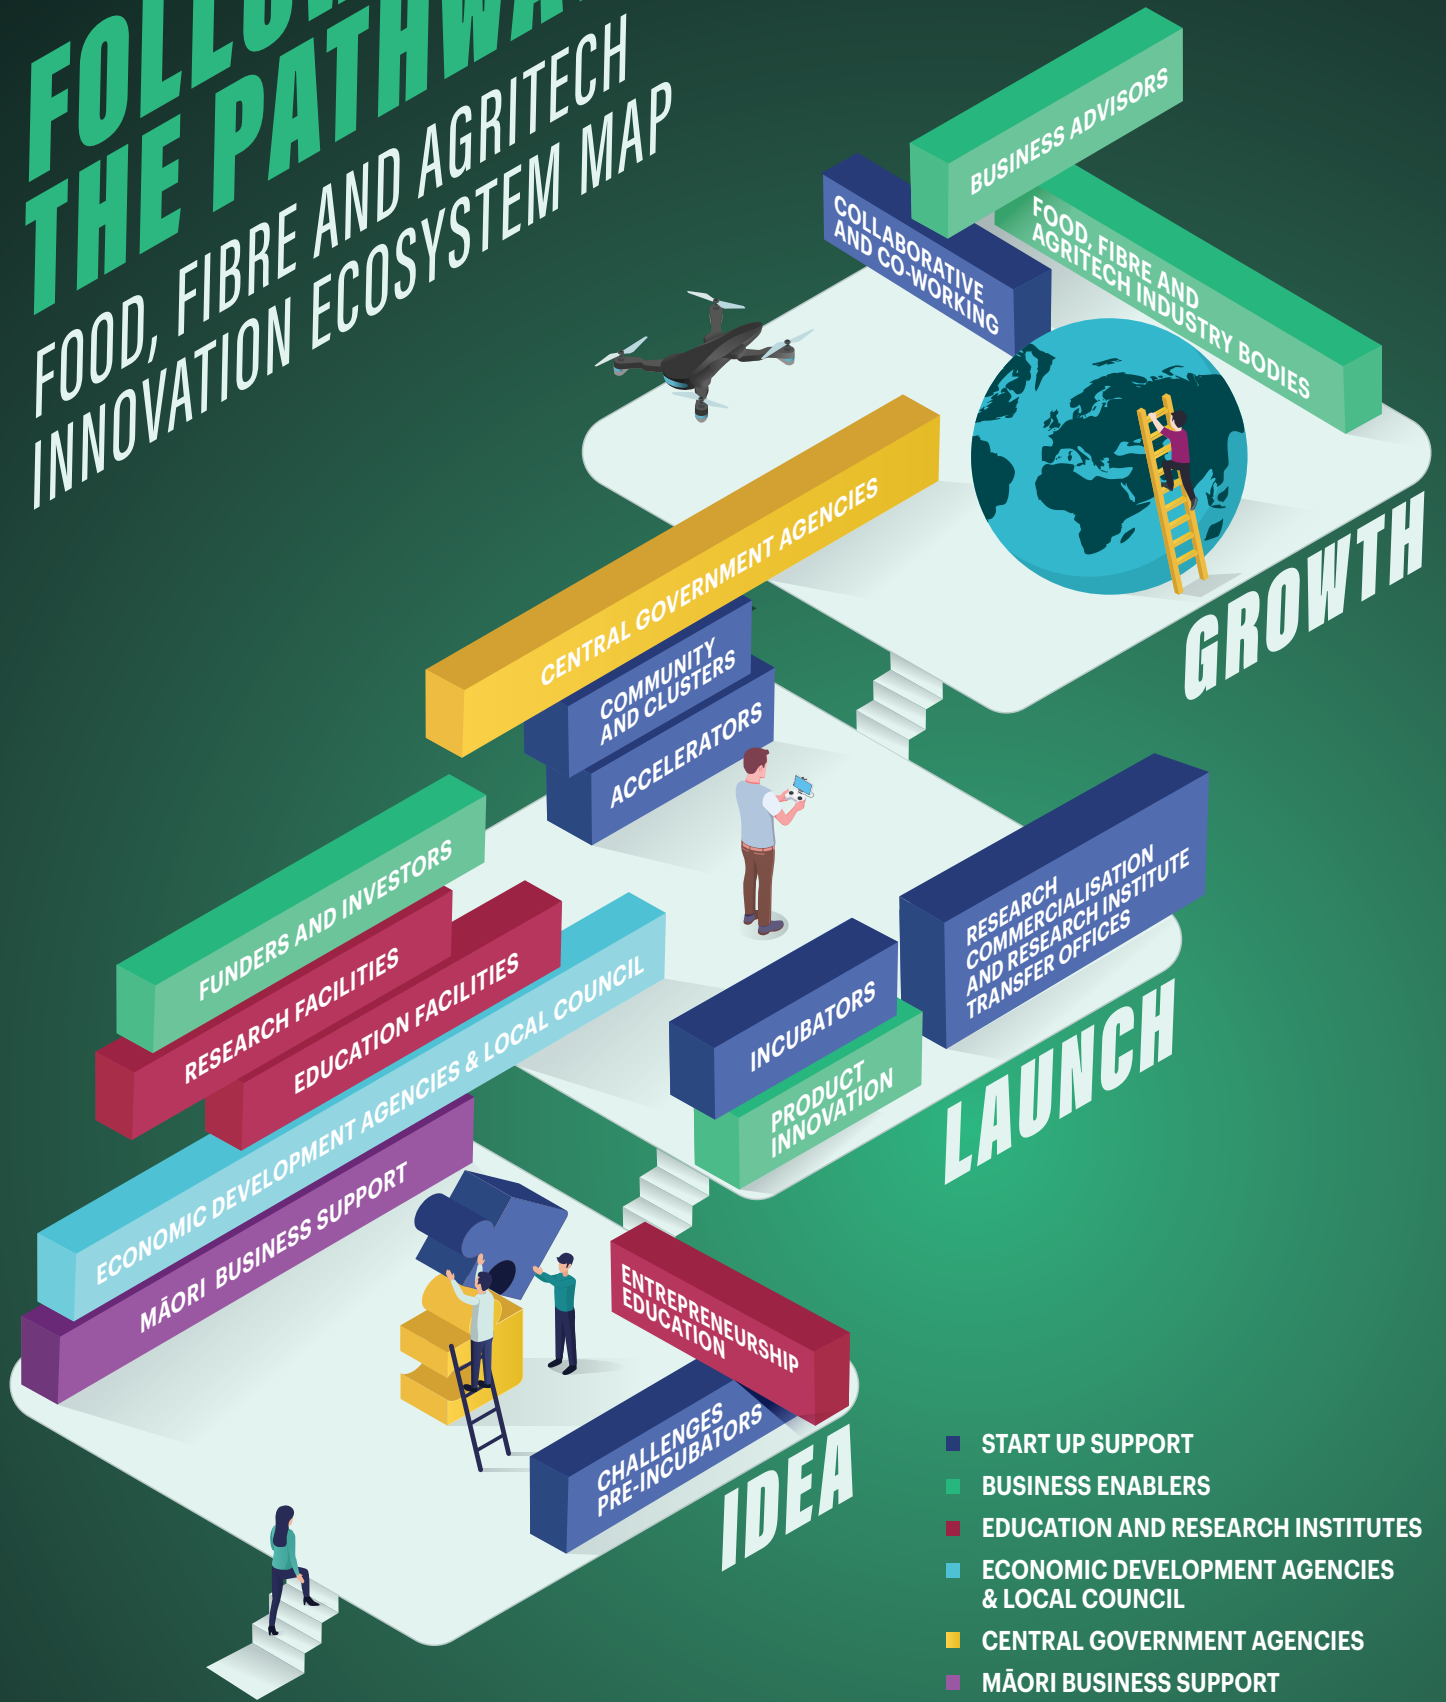 FOLLOW
THE PATHWAY
FOOD, FIBRE AND AGRITECH
INNOVATION ECOSYSTEM MAP
BUSINESS ADVISORS
COLLABORATIVE
AND CO-WORKING
FOOD, FIBRE AND
AGRITECH INDUSTRY BODIES
GROWTH
CENTRAL GOVERNMENT AGENCIES
COMMUNITY
AND CLUSTERS
ACCELERATORS
RESEARCH
COMMERCIALISATION
AND RESEARCH INSTITUTE
TRANSFER OFFICES
INCUBATORS
PRODUCT
INNOVATION
LAUNCH
FUNDERS AND INVESTORS
RESEARCH FACILITIES
EDUCATION FACILITIES
ECONOMIC DEVELOPMENT AGENCIES & LOCAL COUNCIL
MĀORI BUSINESS SUPPORT
ENTREPRENEURSHIP
EDUCATION
CHALLENGES
PRE-INCUBATORS
IDEA
START UP SUPPORT
BUSINESS ENABLERS
EDUCATION AND RESEARCH INSTITUTES
ECONOMIC DEVELOPMENT AGENCIES
& LOCAL COUNCIL
CENTRAL GOVERNMENT AGENCIES
MĀORI BUSINESS SUPPORT